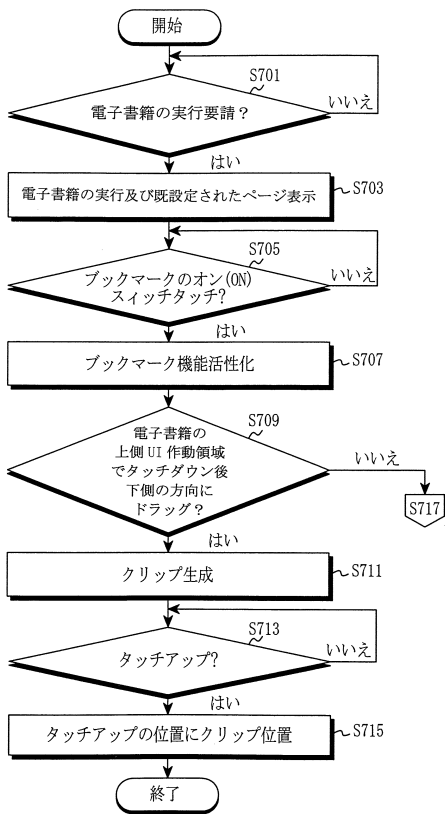 開始
S701
電子書籍の実行要請？
いいえ
はい
電子書籍の実行及び既設定されたページ表示
S703
S705
ブックマークのオン(ON)
スィッチタッチ?
いいえ
はい
ブックマーク機能活性化
S707
S709
電子書籍の
上側UI作動領域
でタッチダウン後
下側の方向に
ドラッグ？
いいえ
S717
はい
クリップ生成
S711
S713
タッチアップ?
いいえ
はい
タッチアップの位置にクリップ位置
S715
終了